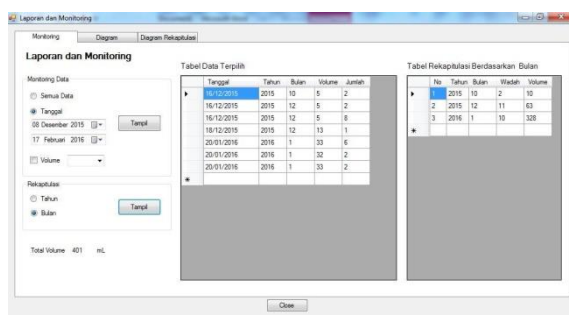 Laporan dan Monitoring
Monitoring Diagram Diagram Rekapitulasi
Laporan dan Monitoring
Monitoring Data
Semua Data
Tanggal
08 Desember 2015
17 Februari 2016
Tampil
Volume
Rekapitulasi
Tahun
Bulan
Tampil
Total Volume 401 mL
Tabel Data Terpilih
Tanggal Tahun Bulan Volume Jumlah
16/12/2015 2015 10 5 2
16/12/2015 2015 12 5 2
16/12/2015 2015 12 5 8
18/12/2015 2015 12 13 1
20/01/2016 2016 1 33 6
20/01/2016 2016 1 32 2
20/01/2016 2016 1 33 2
Tabel Rekapitulasi Berdasarkan Bulan
No Tahun Bulan Wadah Volume
1 2015 10 2 10
2 2015 12 11 63
3 2016 1 10 328
Close